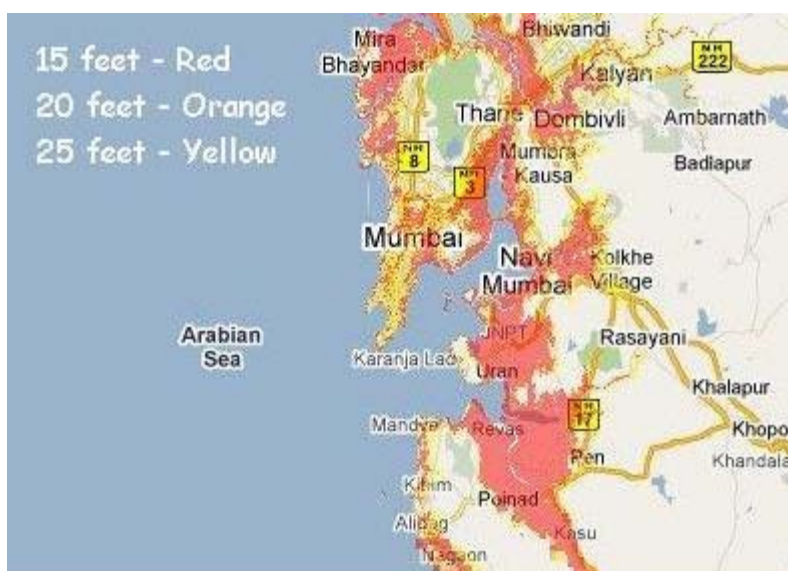 15 feet - Red
20 feet - Orange
25 feet - Yellow
Mira
Bhayandar
Bhiwandi
NH
222
Kalyan
Thane
Dombivli
Ambarnath
NH
8
NH
3
Mumbra
Kausa
Badlapur
Mumbai
Navi
Mumbai
Kolkhe
Village
Arabian
Sea
JNPT
Rasayani
Karanja Lad
Uran
Khalapur
Mandve
Revas
NH
17
Khopo
Pen
Khandala
Kihim
Poinad
Alibag
Kasu
Nagaon